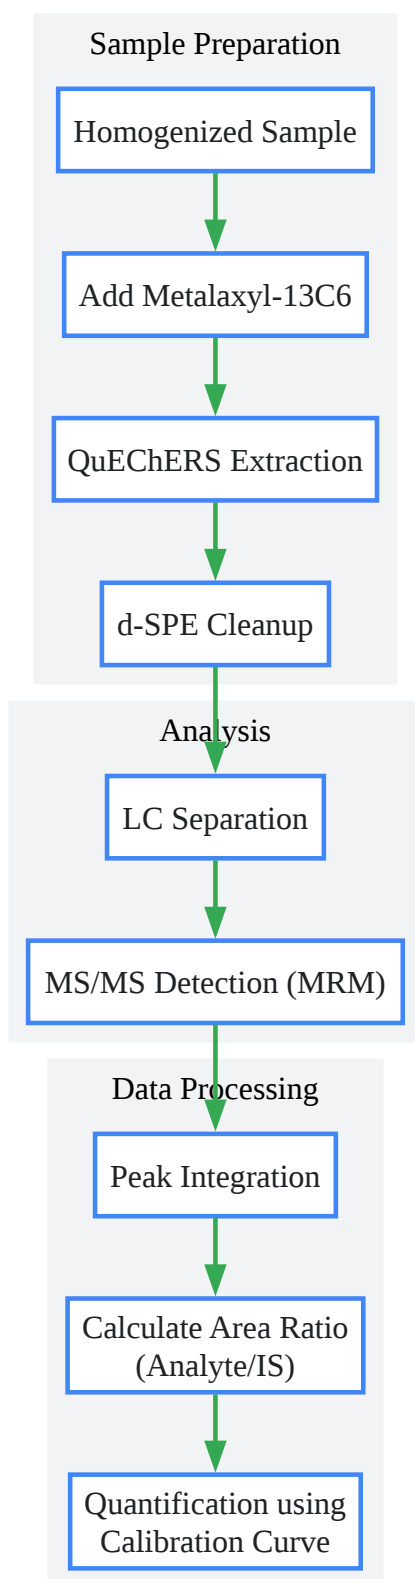 Sample Preparation
Homogenized Sample
Add Metalaxyl-13C6
QuEChERS Extraction
d-SPE Cleanup
Analysis
LC Separation
MS/MS Detection (MRM)
Data Processing
Peak Integration
Calculate Area Ratio
(Analyte/IS)
Quantification using
Calibration Curve